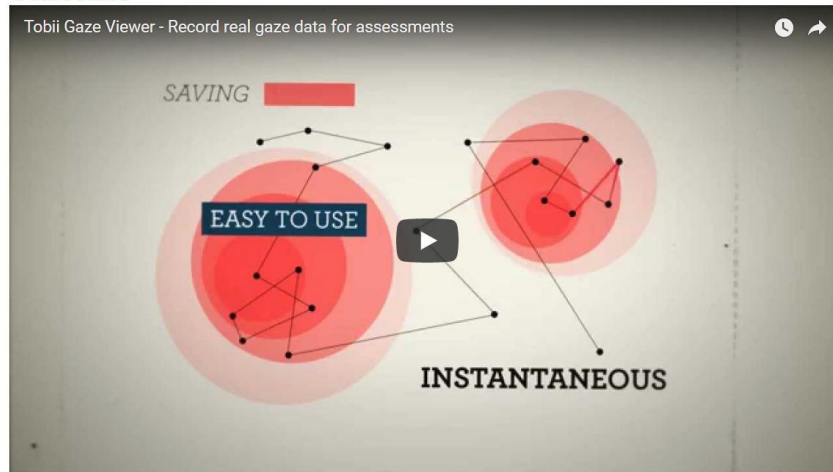 Tobii Gaze Viewer - Record real gaze data for assessments
SAVING
EASY TO USE
INSTANTANEOUS